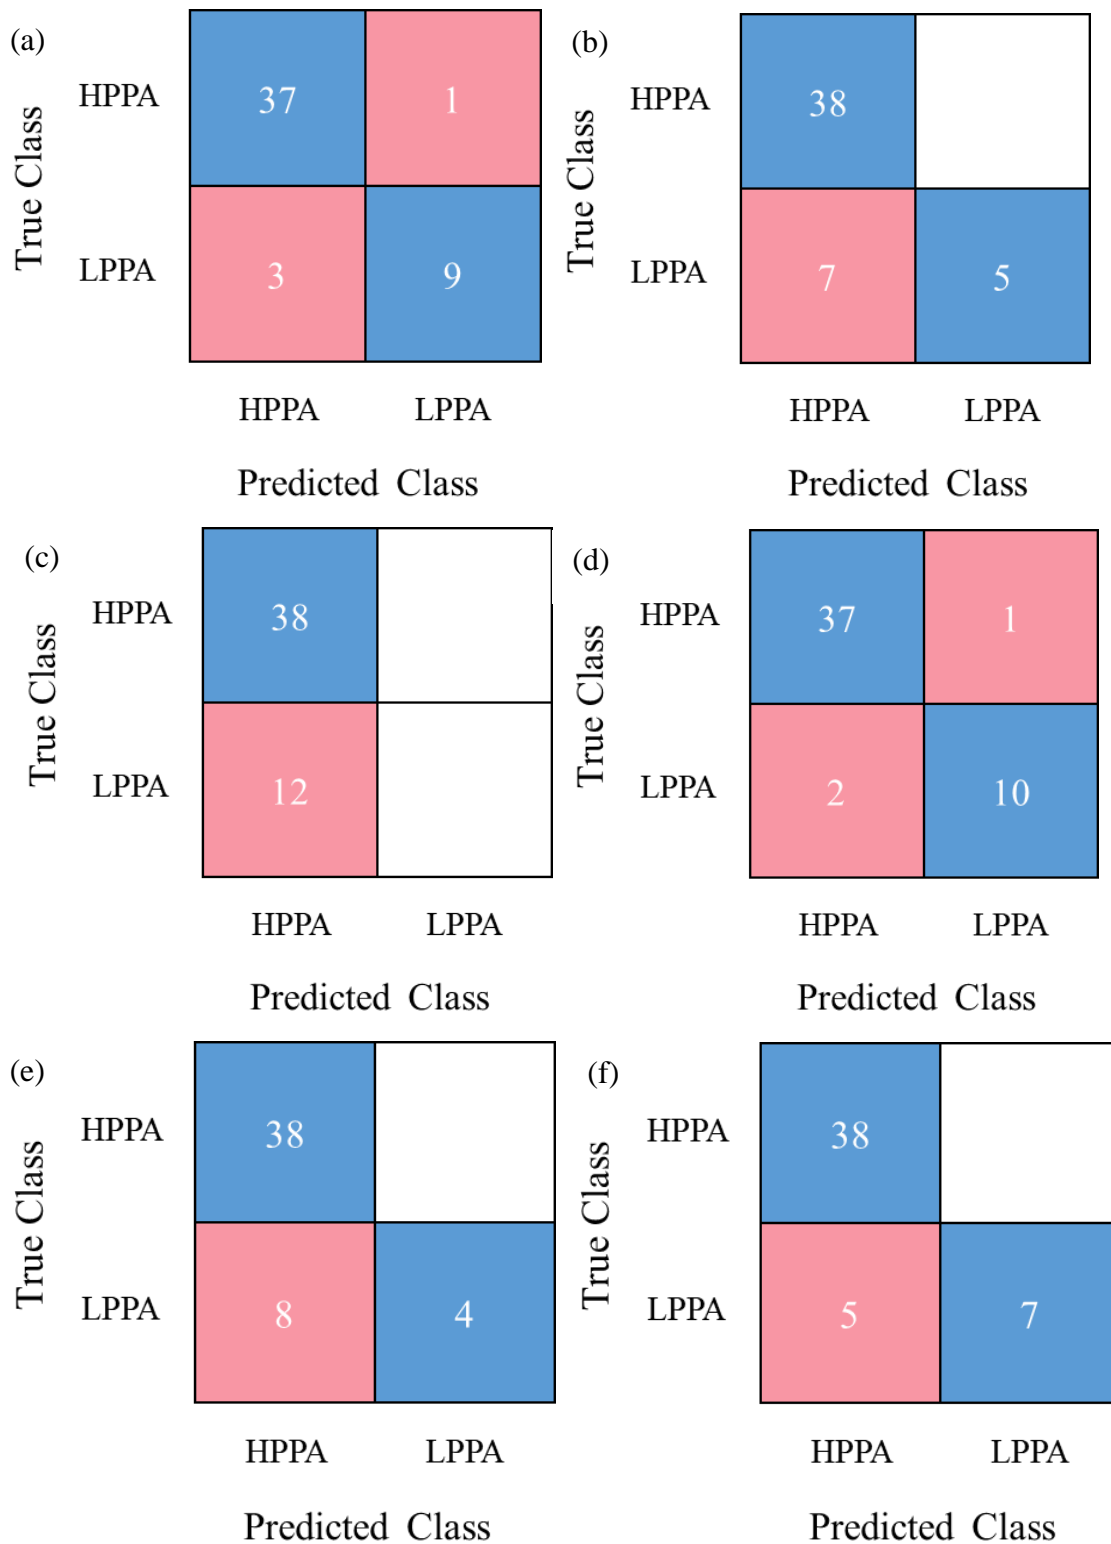 (a)
True Class
HPPA 37 1
LPPA 3 9
HPPA LPPA
Predicted Class
(b)
True Class
HPPA 38
LPPA 7 5
HPPA LPPA
Predicted Class
(c)
True Class
HPPA 38
LPPA 12
HPPA LPPA
Predicted Class
(d)
True Class
HPPA 37 1
LPPA 2 10
HPPA LPPA
Predicted Class
(e)
True Class
HPPA 38
LPPA 8 4
HPPA LPPA
Predicted Class
(f)
True Class
HPPA 38
LPPA 5 7
HPPA LPPA
Predicted Class